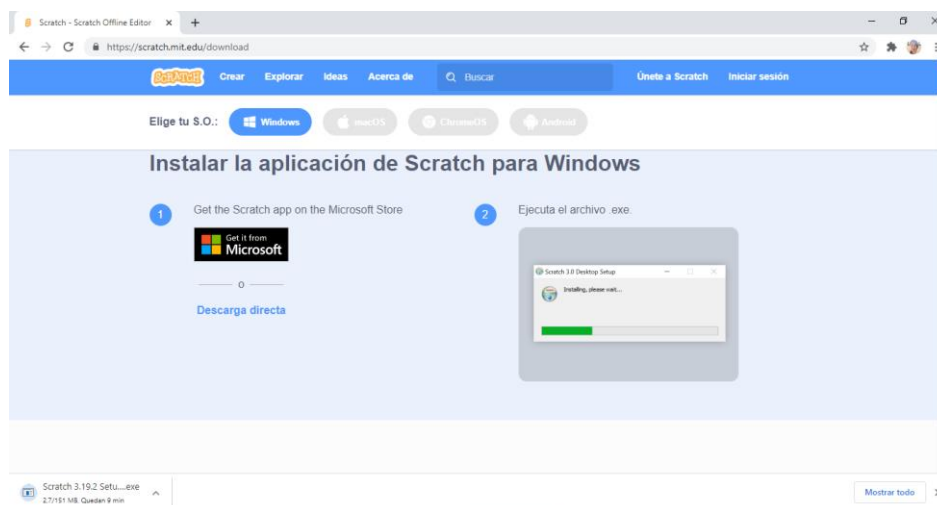 Scratch - Scratch Offline Editor
https://scratch.mit.edu/download
SCRATCH Crear Explorar Ideas Acerca de Buscar Únete a Scratch Iniciar sesión
Elige tu S.O.: Windows macOS ChromeOS Android
Instalar la aplicación de Scratch para Windows
1 Get the Scratch app on the Microsoft Store
Get it from
Microsoft
o
Descarga directa
2 Ejecuta el archivo .exe.
Scratch 3.0 Desktop Setup
Installing, please wait...
Scratch 3.19.2 Setu....exe
2.7/151 MB, Quedan 9 min
Mostrar todo